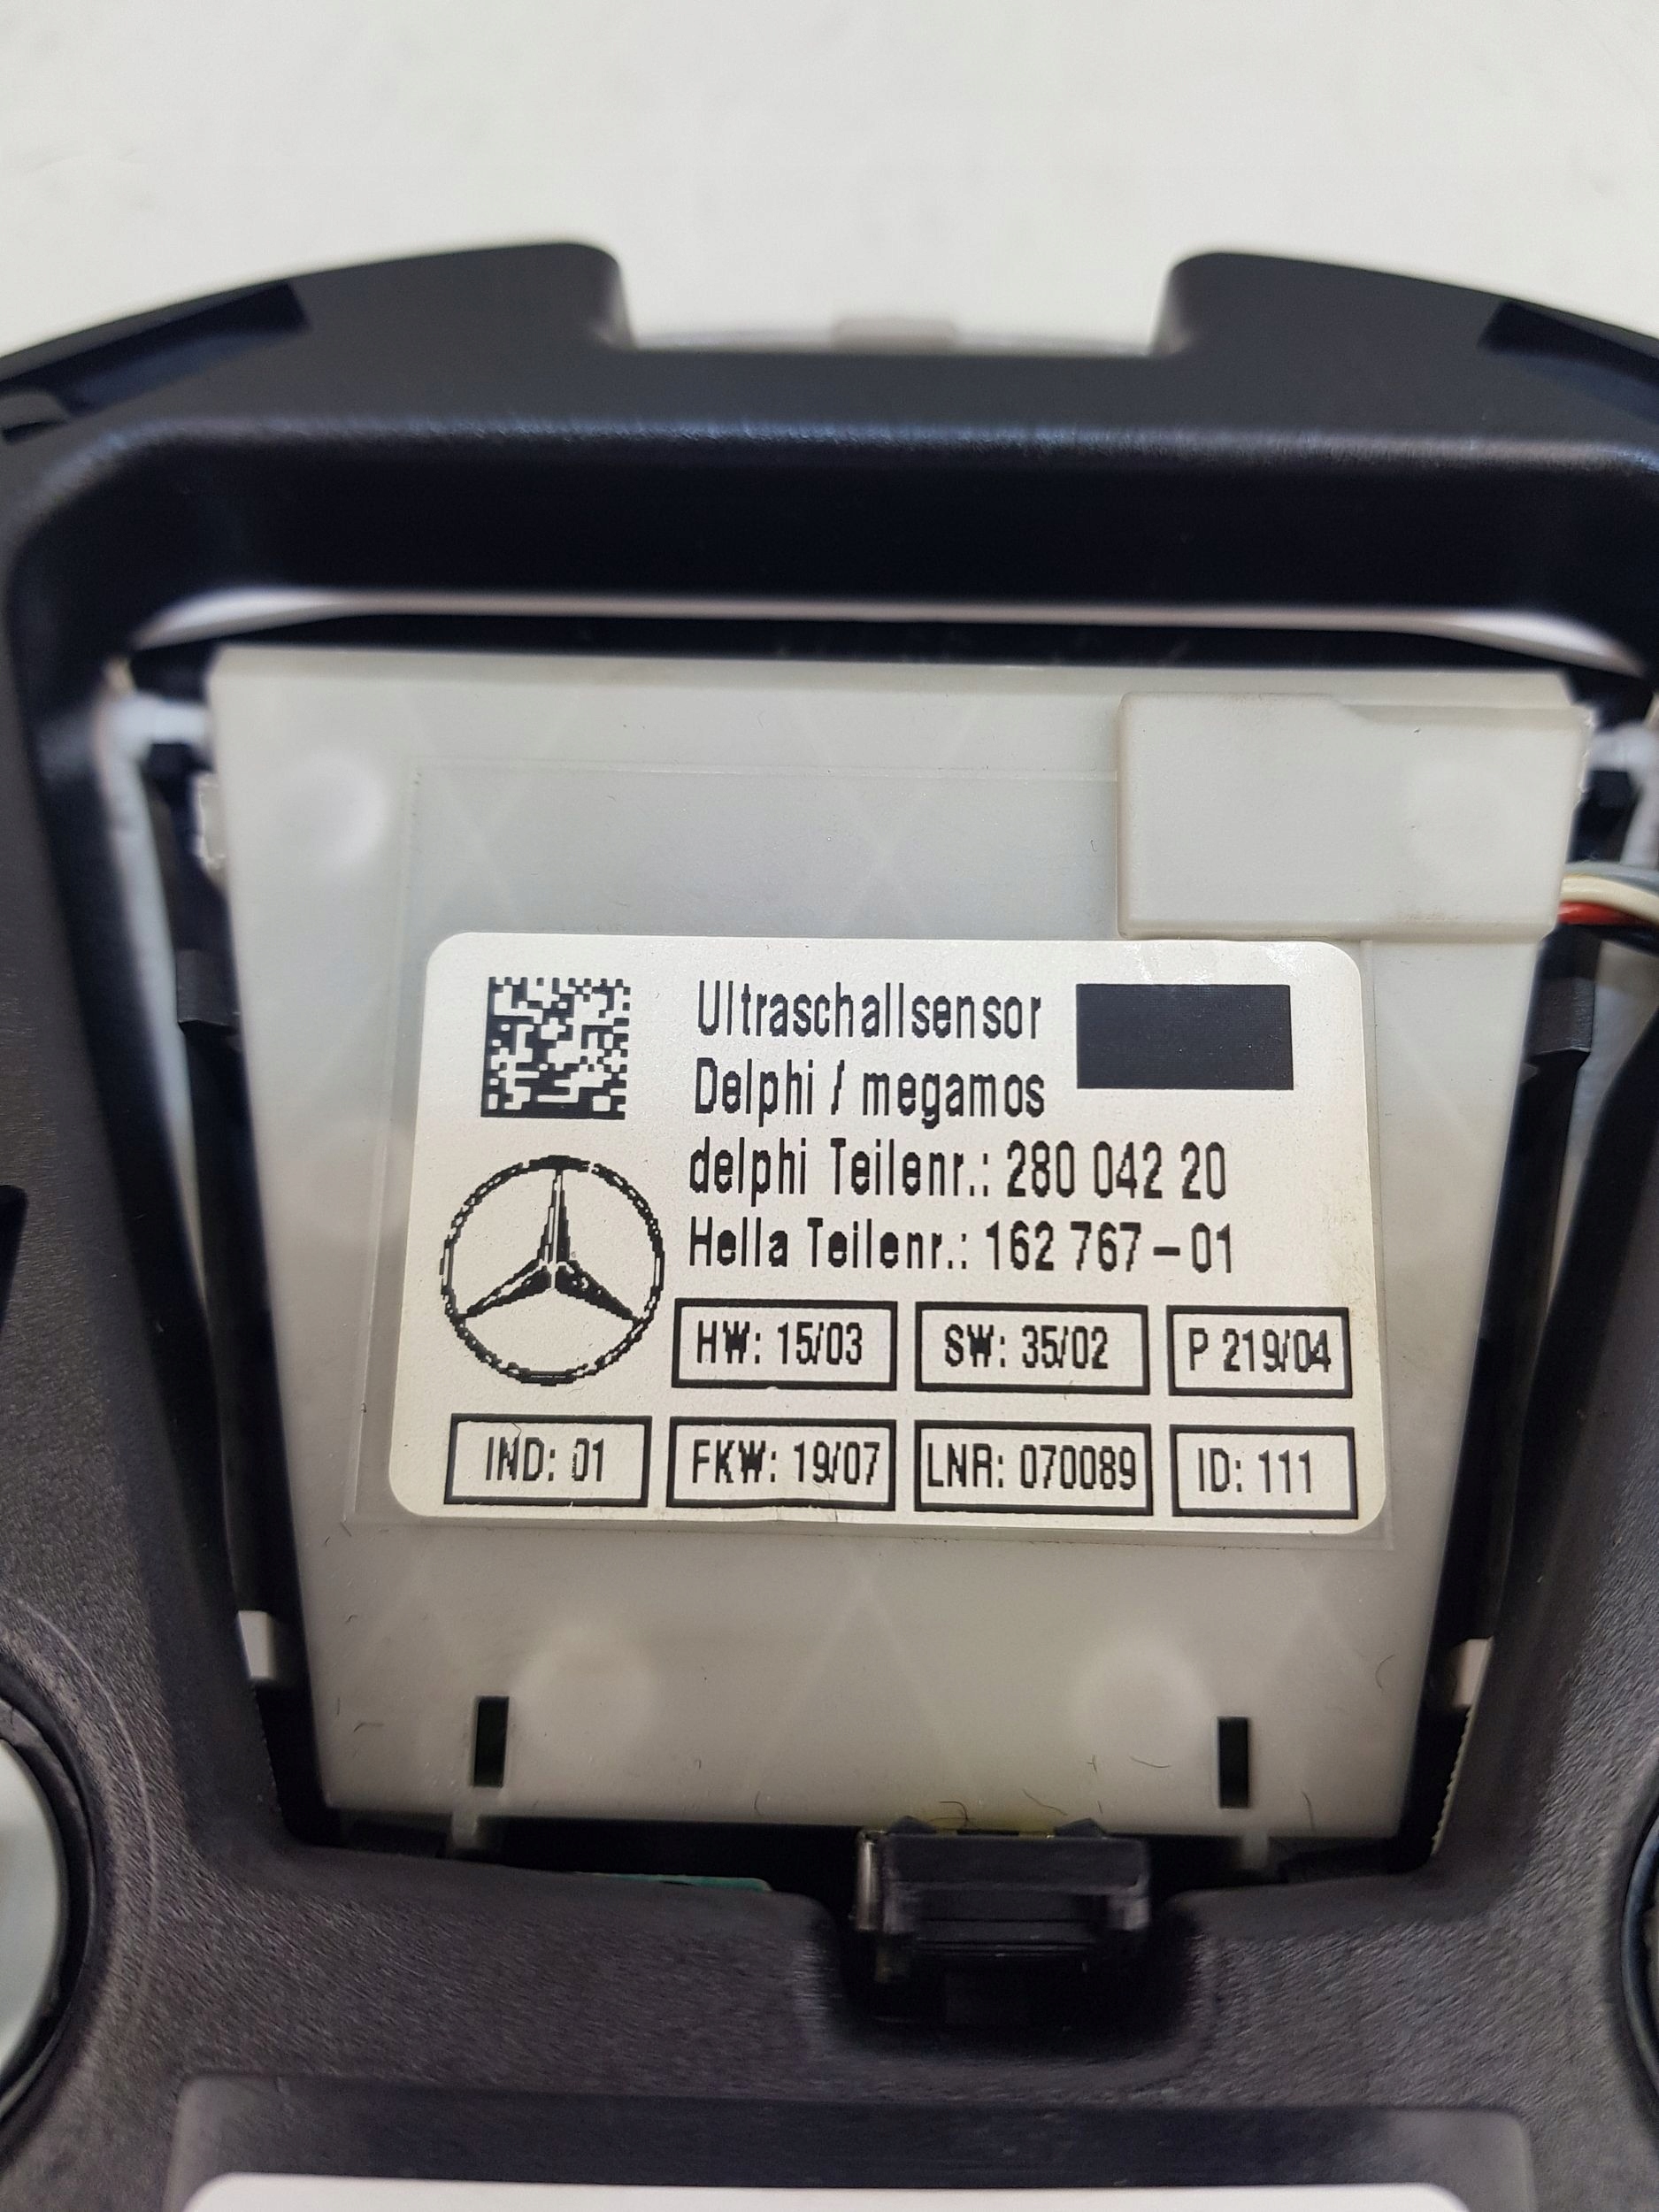 Ultraschallsensor
Delphi / megamos
delphi Teilenr.: 280 042 20
Hella Teilenr.: 162 767-01
HW: 15/03 SW: 35/02 P 219/04
IND: 01 FKW: 19/07 LNR: 070089 ID: 111